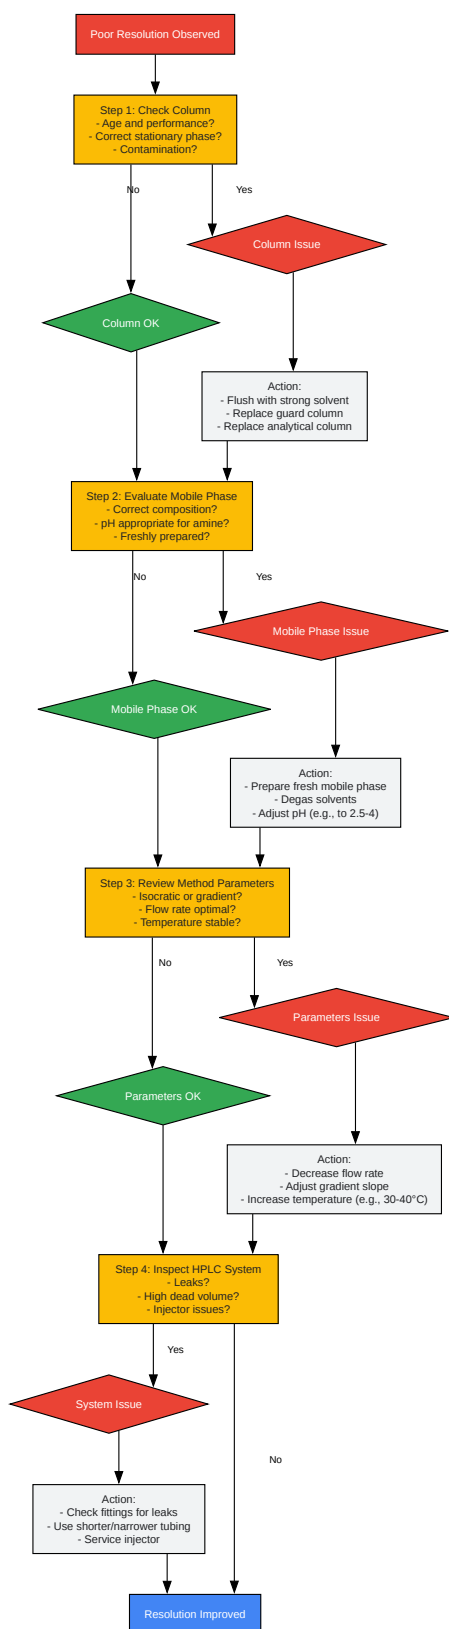 Poor Resolution Observed
Step 1: Check Column
- Age and performance?
- Correct stationary phase?
- Contamination?
No
Yes
Column Issue
Column OK
Action:
- Flush with strong solvent
- Replace guard column
- Replace analytical column
Step 2: Evaluate Mobile Phase
- Correct composition?
- pH appropriate for amine?
- Freshly prepared?
No
Yes
Mobile Phase Issue
Mobile Phase OK
Action:
- Prepare fresh mobile phase
- Degas solvents
- Adjust pH (e.g., to 2.5-4)
Step 3: Review Method Parameters
- Isocratic or gradient?
- Flow rate optimal?
- Temperature stable?
No
Yes
Parameters Issue
Parameters OK
Action:
- Decrease flow rate
- Adjust gradient slope
- Increase temperature (e.g., 30-40°C)
Step 4: Inspect HPLC System
- Leaks?
- High dead volume?
- Injector issues?
Yes
System Issue
No
Action:
- Check fittings for leaks
- Use shorter/narrower tubing
- Service injector
Resolution Improved